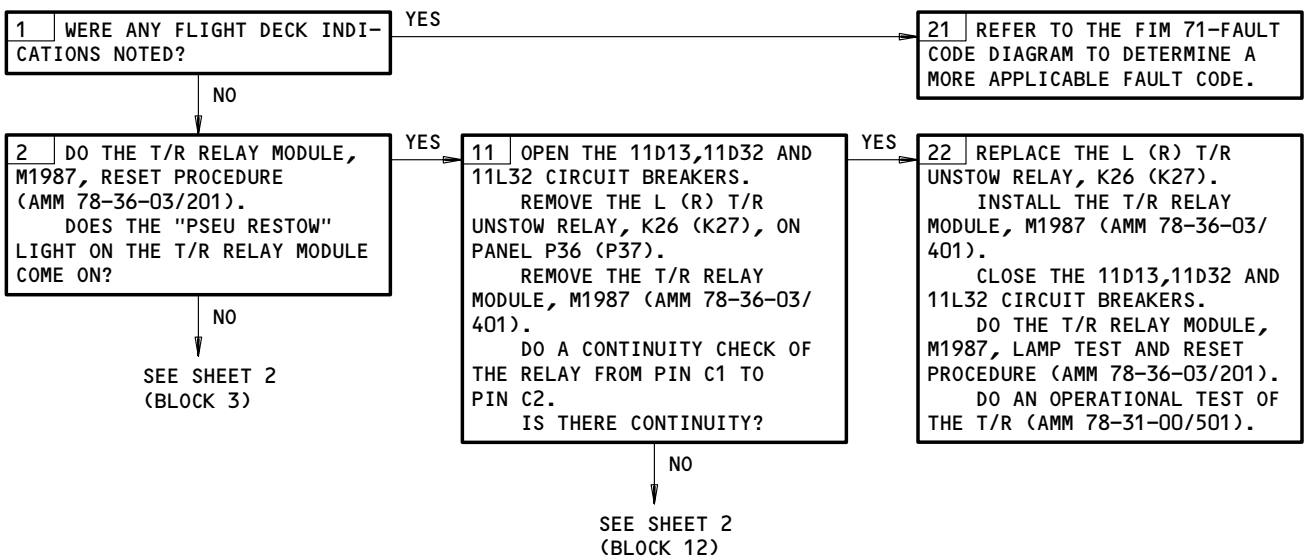 1 WERE ANY FLIGHT DECK INDI-
CATIONS NOTED?
YES
21 REFER TO THE FIM 71-FAULT
CODE DIAGRAM TO DETERMINE A
MORE APPLICABLE FAULT CODE.
NO
2 DO THE T/R RELAY MODULE,
M1987, RESET PROCEDURE
(AMM 78-36-03/201).
DOES THE "PSEU RESTOW"
LIGHT ON THE T/R RELAY MODULE
COME ON?
YES
11 OPEN THE 11D13,11D32 AND
11L32 CIRCUIT BREAKERS.
REMOVE THE L (R) T/R
UNSTOW RELAY, K26 (K27), ON
PANEL P36 (P37).
REMOVE THE T/R RELAY
MODULE, M1987 (AMM 78-36-03/
401).
DO A CONTINUITY CHECK OF
THE RELAY FROM PIN C1 TO
PIN C2.
IS THERE CONTINUITY?
YES
22 REPLACE THE L (R) T/R
UNSTOW RELAY, K26 (K27).
INSTALL THE T/R RELAY
MODULE, M1987 (AMM 78-36-03/
401).
CLOSE THE 11D13,11D32 AND
11L32 CIRCUIT BREAKERS.
DO THE T/R RELAY MODULE,
M1987, LAMP TEST AND RESET
PROCEDURE (AMM 78-36-03/201).
DO AN OPERATIONAL TEST OF
THE T/R (AMM 78-31-00/501).
NO
SEE SHEET 2
(BLOCK 3)
NO
SEE SHEET 2
(BLOCK 12)